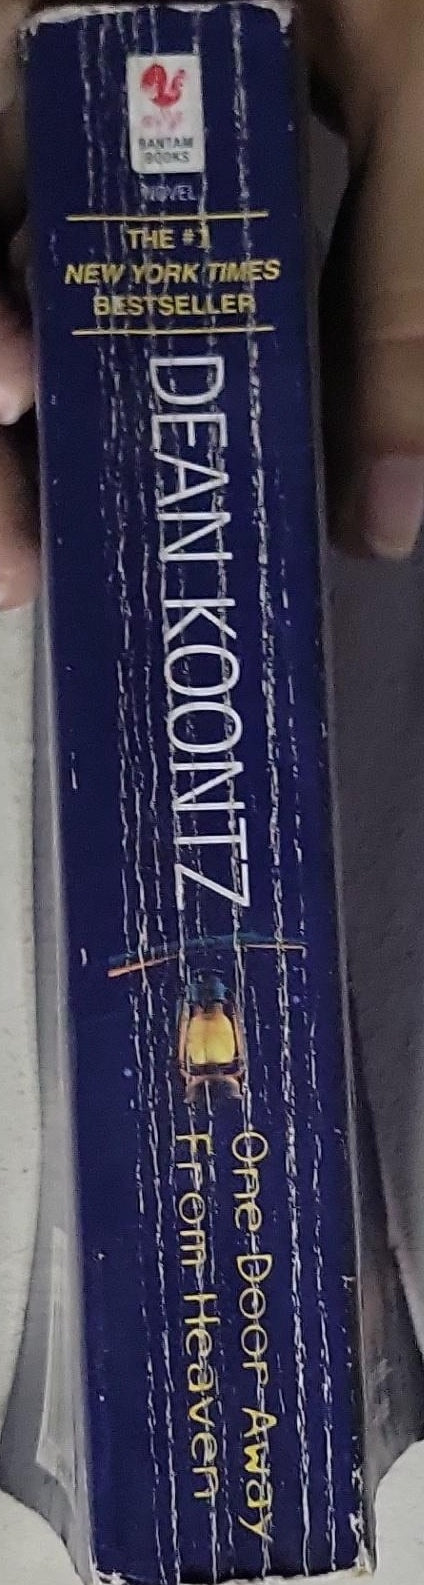 BANTAM
BOOKS
NOVEL
THE #1
NEW YORK TIMES
BESTSELLER
DEAN KOONTZ
One Door Away
From Heaven